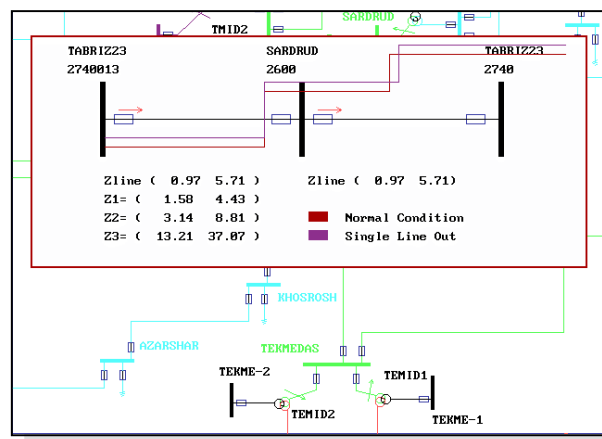 SARDRUD
TMID2
TABRIZ23 SARDRUD TABRIZ23
2740013 2600 2740
Zline ( 0.97 5.71 ) Zline ( 0.97 5.71)
Z1= ( 1.58 4.43 )
Z2= ( 3.14 8.81 ) Normal Condition
Z3= ( 13.21 37.07 ) Single Line Out
KHOSROSH
AZARSHAR
TEKMEDAS
TEKME-2
TEMID1
TEMID2
TEKME-1